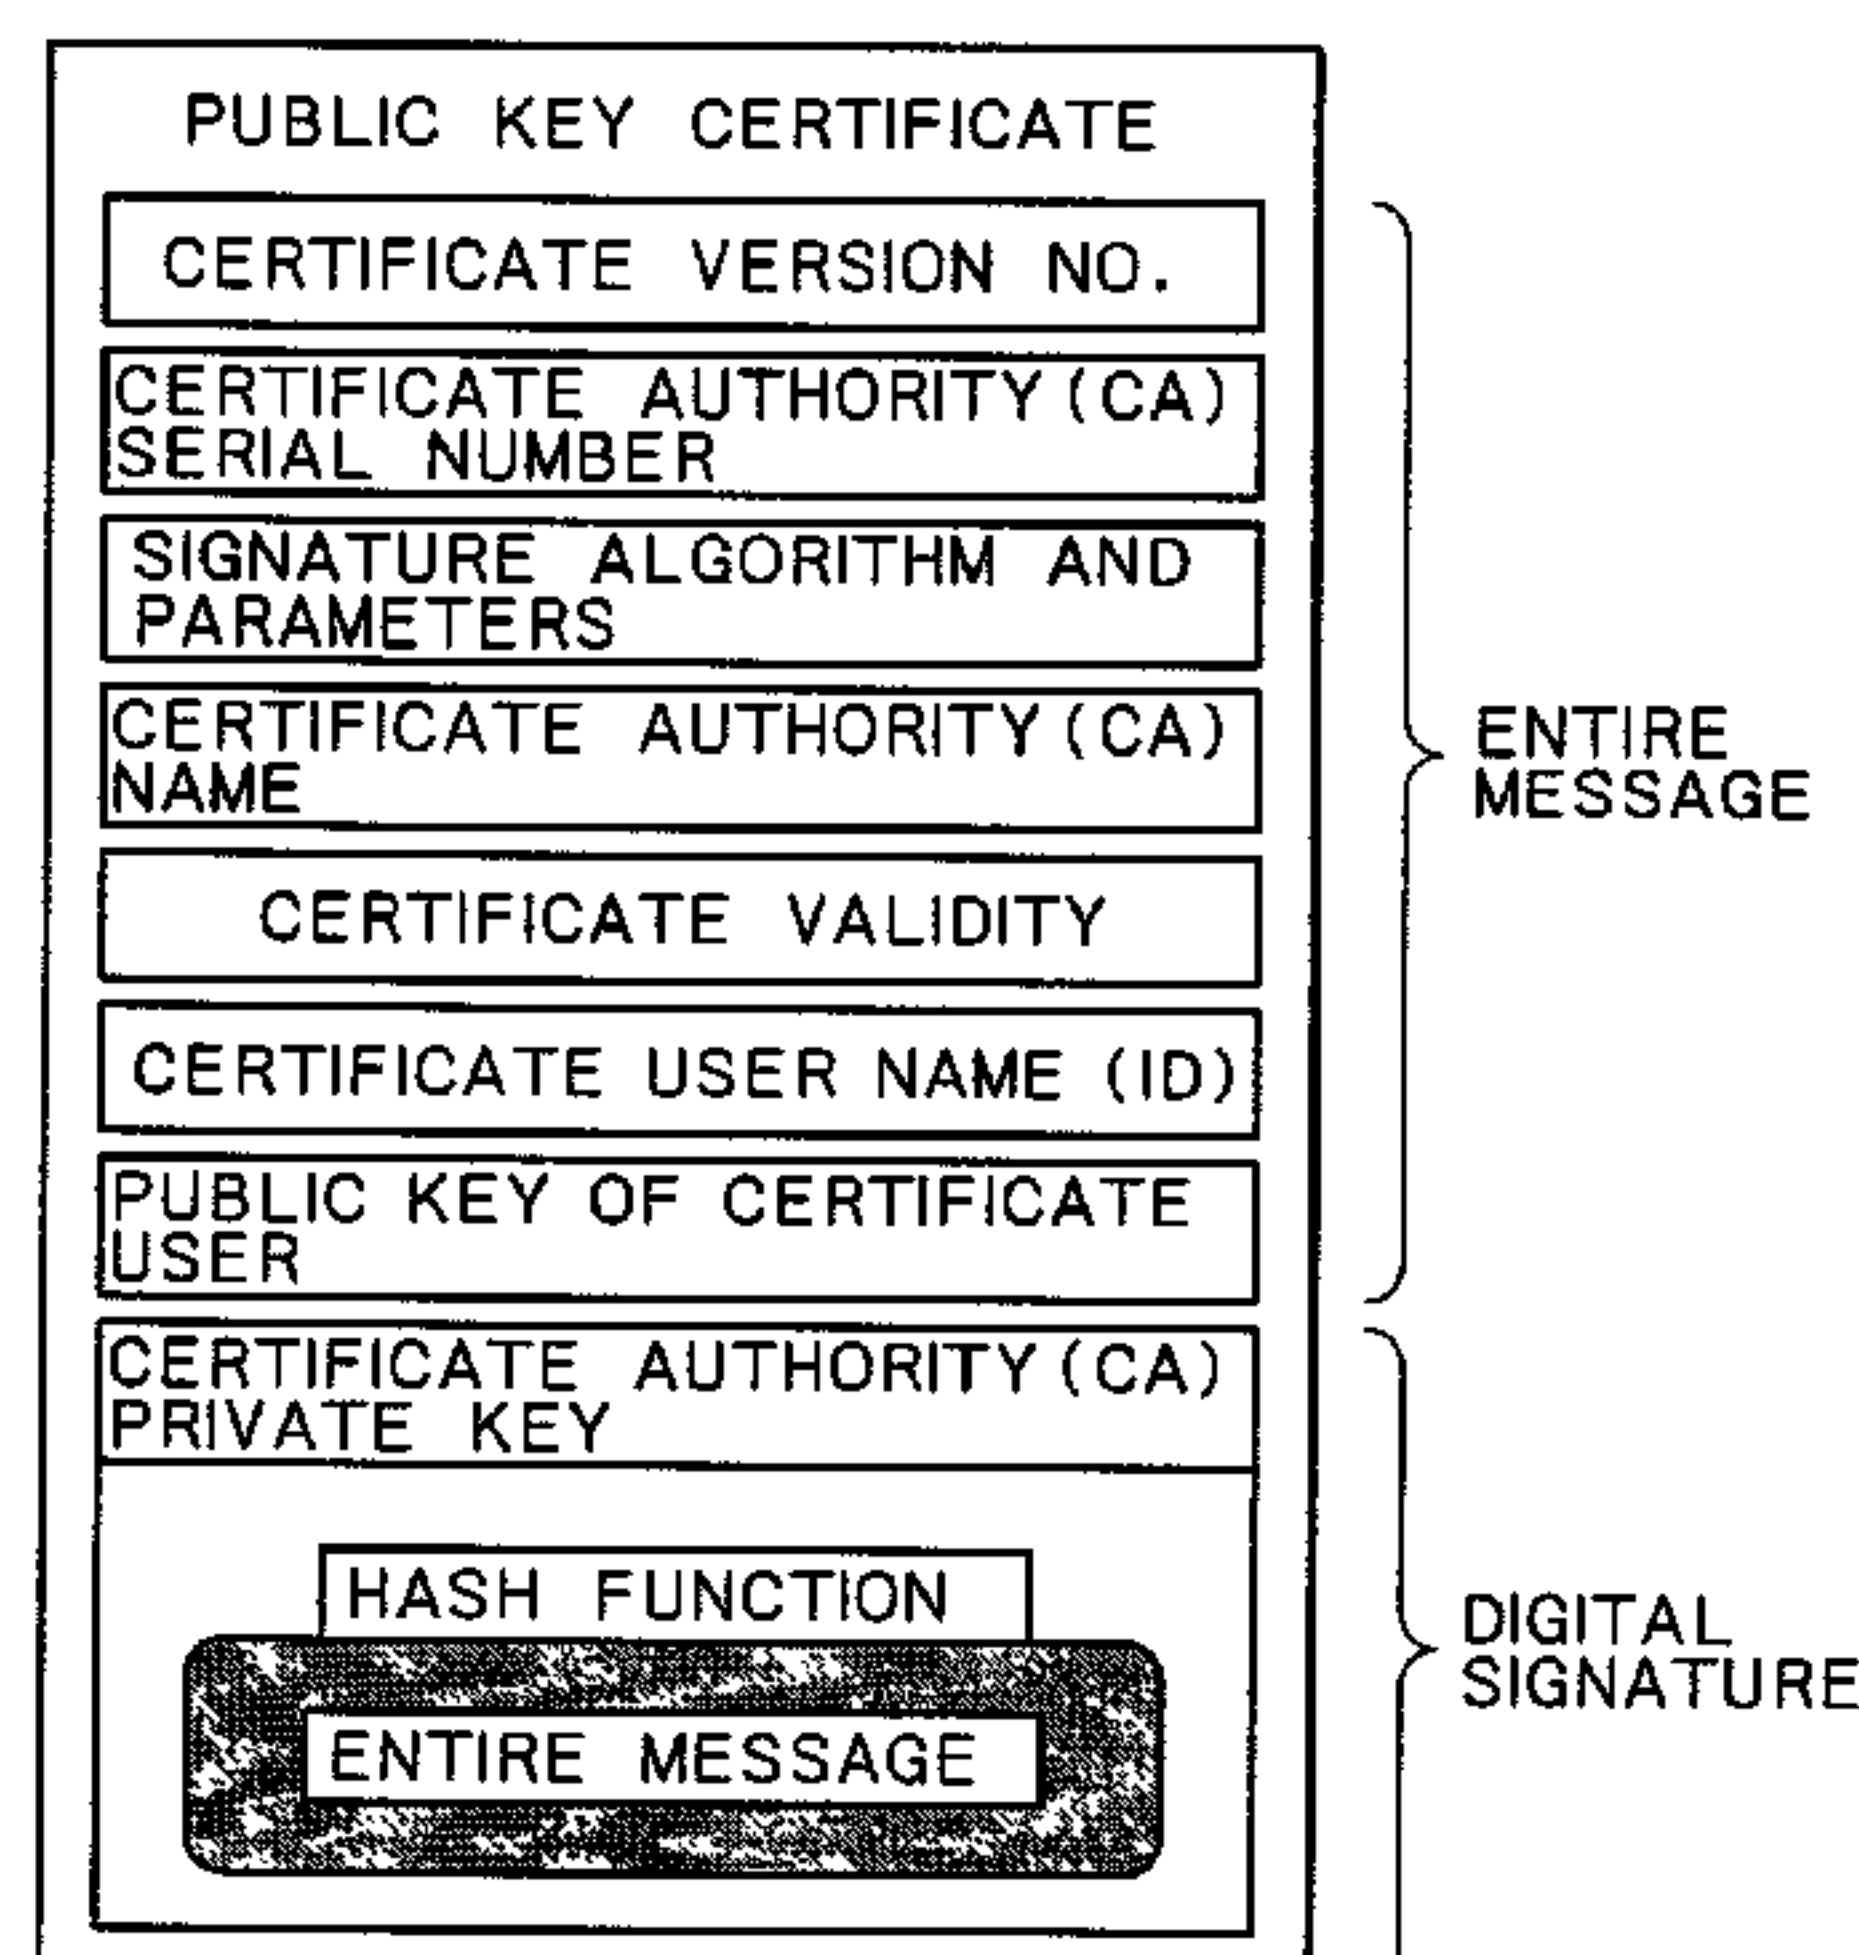 PUBLIC KEY CERTIFICATE
CERTIFICATE VERSION NO.
CERTIFICATE AUTHORITY(CA)
SERIAL NUMBER
SIGNATURE ALGORITHM AND
PARAMETERS
CERTIFICATE AUTHORITY(CA)
NAME
CERTIFICATE VALIDITY
CERTIFICATE USER NAME (ID)
PUBLIC KEY OF CERTIFICATE
USER
ENTIRE
MESSAGE
CERTIFICATE AUTHORITY(CA)
PRIVATE KEY
HASH FUNCTION
ENTIRE MESSAGE
DIGITAL
SIGNATURE